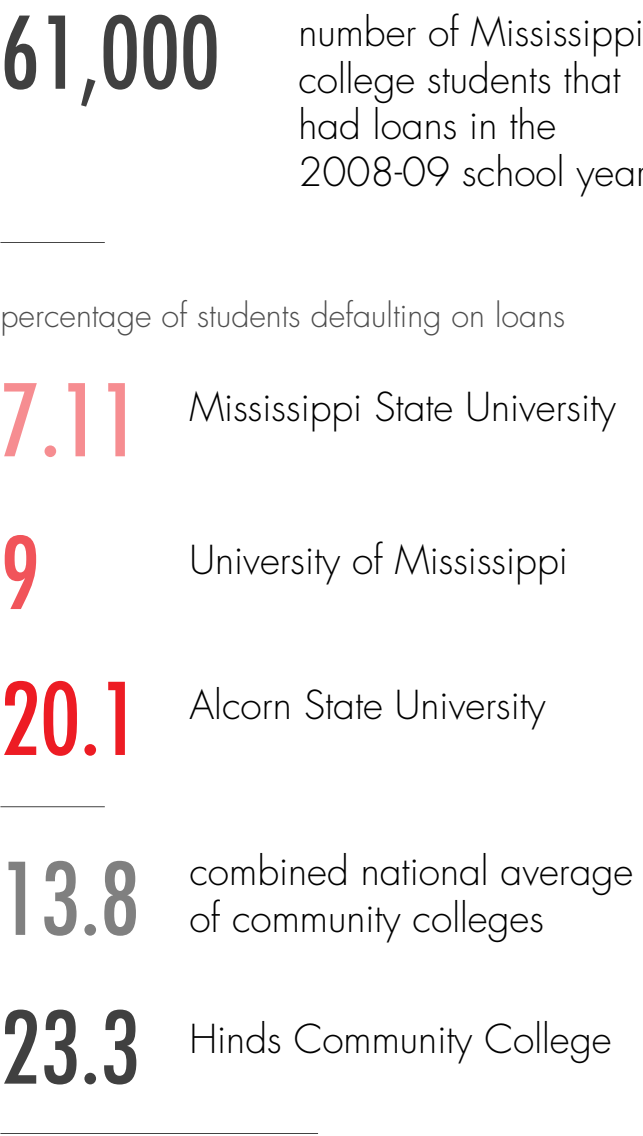 61,000
number of Mississippi
college students that
had loans in the
2008-09 school year
percentage of students defaulting on loans
7.11
Mississippi State University
9
University of Mississippi
20.1
Alcorn State University
13.8
combined national average
of community colleges
23.3
Hinds Community College